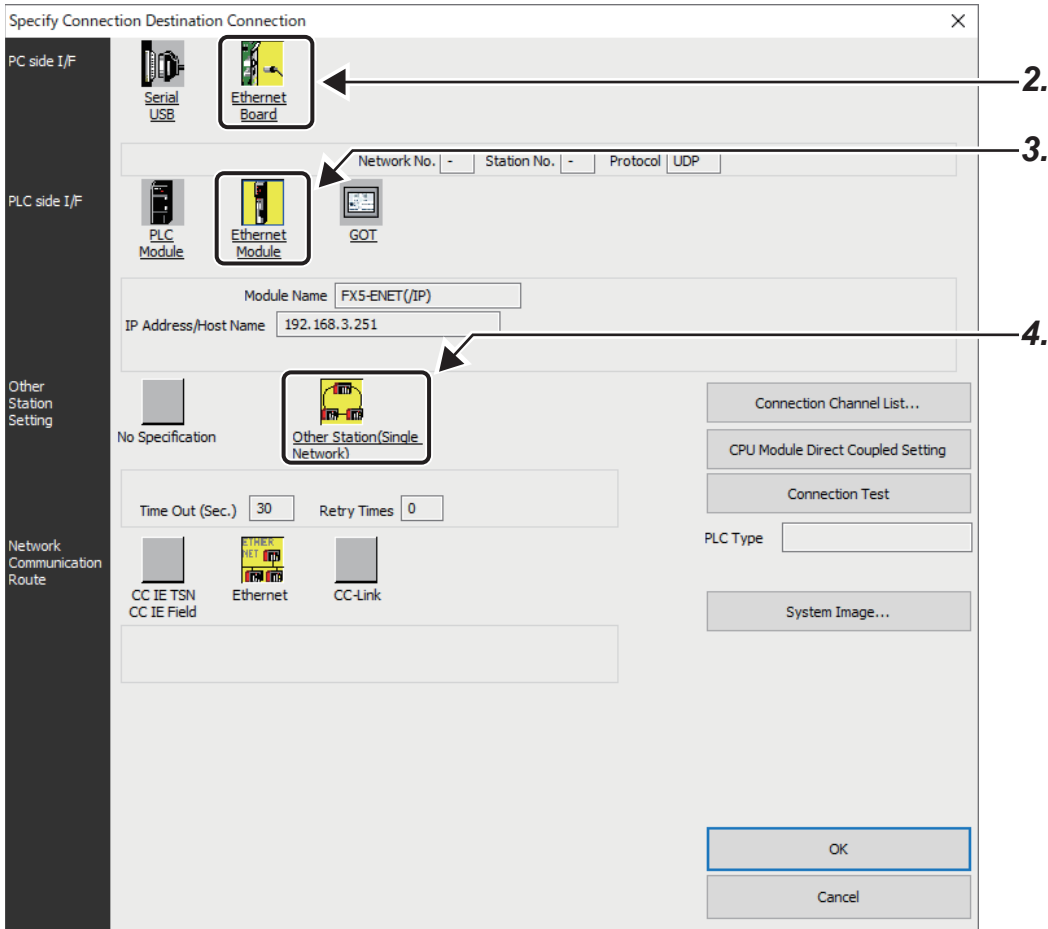 Specify Connection Destination Connection
2.
PC side I/F
Serial
USB
Ethernet
Board
3.
Network No. - Station No. - Protocol UDP
PLC side I/F
PLC
Module
Ethernet
Module
GOT
Module Name FX5-ENET(/IP)
IP Address/Host Name 192.168.3.251
4.
Other
Station
Setting
No Specification
Other Station(Single
Network)
Connection Channel List...
CPU Module Direct Coupled Setting
Time Out (Sec.) 30 Retry Times 0
Connection Test
PLC Type
Network
Communication
Route
CC IE TSN
CC IE Field
ETHER
NET
Ethernet
CC-Link
System Image...
OK
Cancel